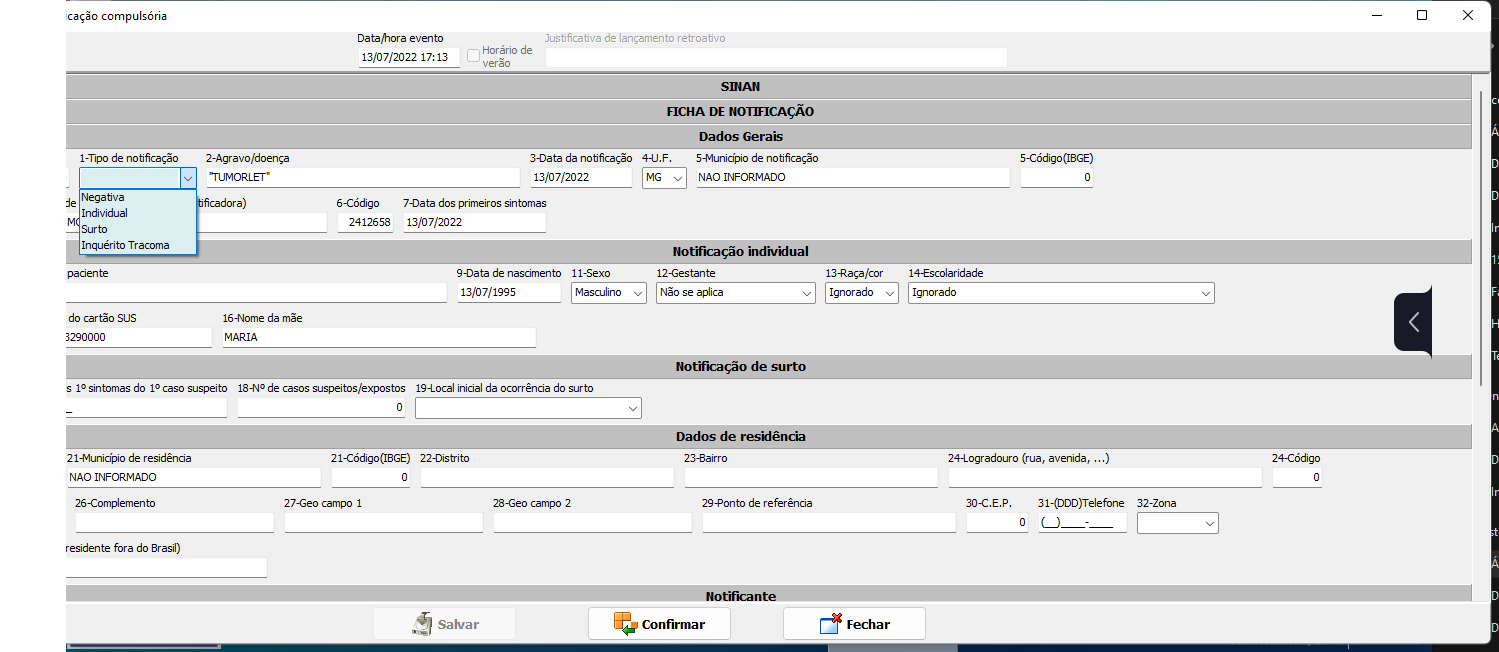 cação compulsória
Data/hora evento
Justificativa de lançamento retroativo
13/07/2022 17:13
Horário de verão
SINAN
FICHA DE NOTIFICAÇÃO
Dados Gerais
1-Tipo de notificação 2-Agravo/doença 3-Data da notificação 4-U.F. 5-Município de notificação 5-Código(IBGE)
"TUMORLET" 13/07/2022 MG NAO INFORMADO 0
Negativa
Individual
Surto
Inquérito Tracoma
de tificadora) 6-Código 7-Data dos primeiros sintomas
MG 2412658 13/07/2022
Notificação individual
paciente 9-Data de nascimento 11-Sexo 12-Gestante 13-Raça/cor 14-Escolaridade
13/07/1995 Masculino Não se aplica Ignorado Ignorado
do cartão SUS 16-Nome da mãe
3290000 MARIA
Notificação de surto
s 1º sintomas do 1º caso suspeito 18-Nº de casos suspeitos/expostos 19-Local inicial da ocorrência do surto
_ 0
Dados de residência
21-Município de residência 21-Código(IBGE) 22-Distrito 23-Bairro 24-Logradouro (rua, avenida, ...) 24-Código
NAO INFORMADO 0 0
26-Complemento 27-Geo campo 1 28-Geo campo 2 29-Ponto de referência 30-C.E.P. 31-(DDD)Telefone 32-Zona
0 (__)____-____
residente fora do Brasil)
Notificante
Salvar Confirmar Fechar